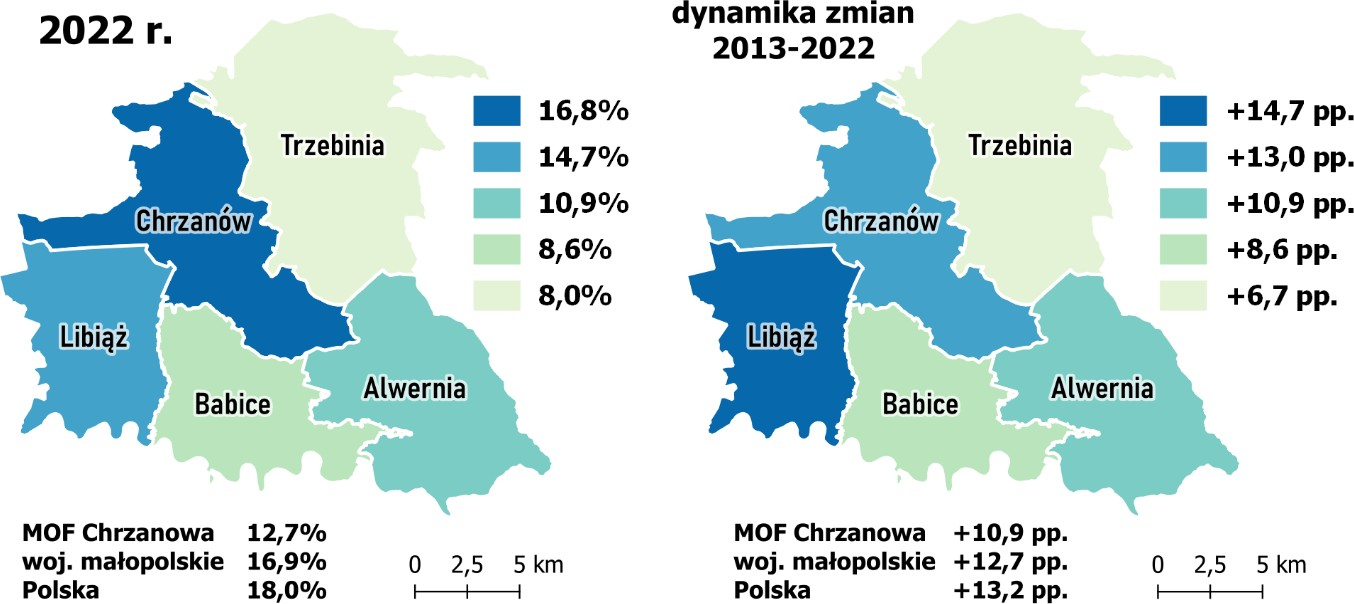 2022 r.
16,8%
14,7%
10,9%
8,6%
8,0%
Trzebinia
Chrzanów
Libiąż
Babice
Alwernia
MOF Chrzanowa 12,7%
woj. małopolskie 16,9%
Polska 18,0%
0 2,5 5 km
dynamika zmian
2013-2022
+14,7 pp.
+13,0 pp.
+10,9 pp.
+8,6 pp.
+6,7 pp.
Trzebinia
Chrzanów
Libiąż
Babice
Alwernia
MOF Chrzanowa +10,9 pp.
woj. małopolskie +12,7 pp.
Polska +13,2 pp.
0 2,5 5 km